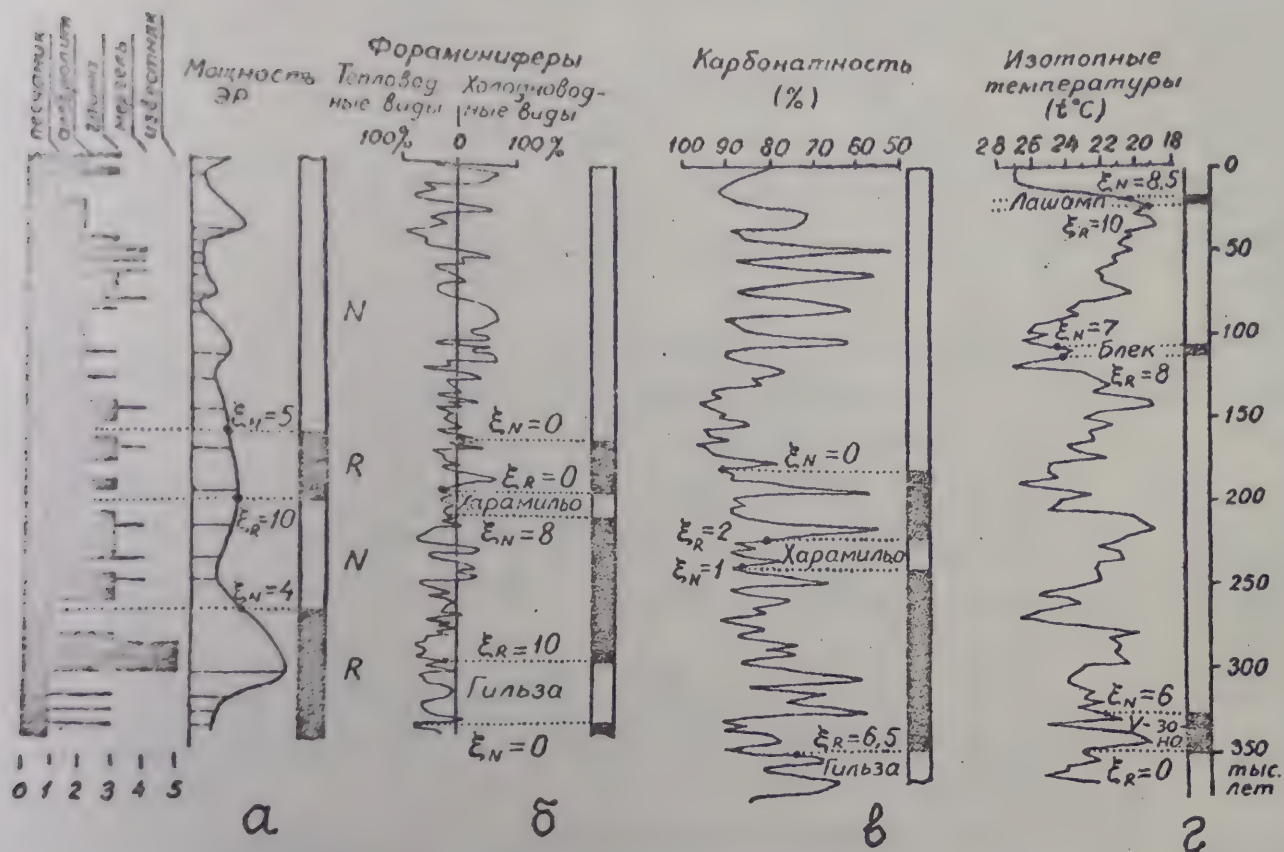 песчаник
алевролит
глина
мергель
известняк
Мощность
ЭР
Фораминиферы
Тепловод
ные виды
Холодновод-
ные виды
100% 0 100%
Карбонатность
(%)
100 90 80 70 60 50
Изотопные
температуры
(t°C)
28 26 24 22 20 18
0
50
100
150
200
250
300
350
тыс.
лет
N
R
N
R
ξN=5
ξR=10
ξN=4
ξN=0
ξR=0
Харамильо
ξN=8
ξR=10
Гильза
ξN=0
ξN=0
ξR=2
Харамильо
ξN=1
ξR=6,5
Гильза
ξN=8,5
Лашамп
ξR=10
ξN=7
Блек
ξR=8
ξN=6
V-зо
на
ξR=0
0 1 2 3 4 5
а
б
в
г